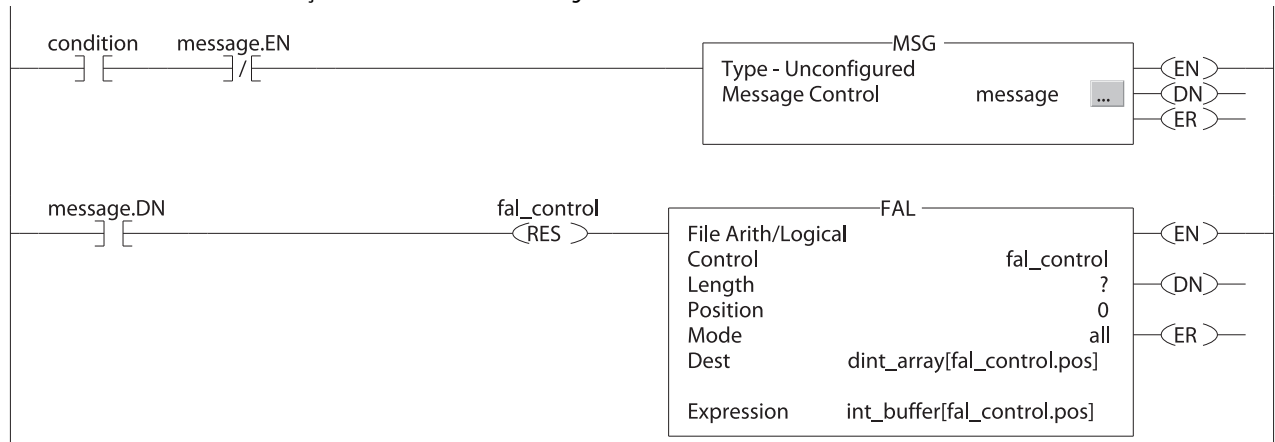 condition message.EN MSG
Type - Unconfigured EN
Message Control message ... DN
ER
message.DN fal_control FAL
RES File Arith/Logical EN
Control fal_control
Length ? DN
Position 0
Mode all ER
Dest dint_array[fal_control.pos]
Expression int_buffer[fal_control.pos]